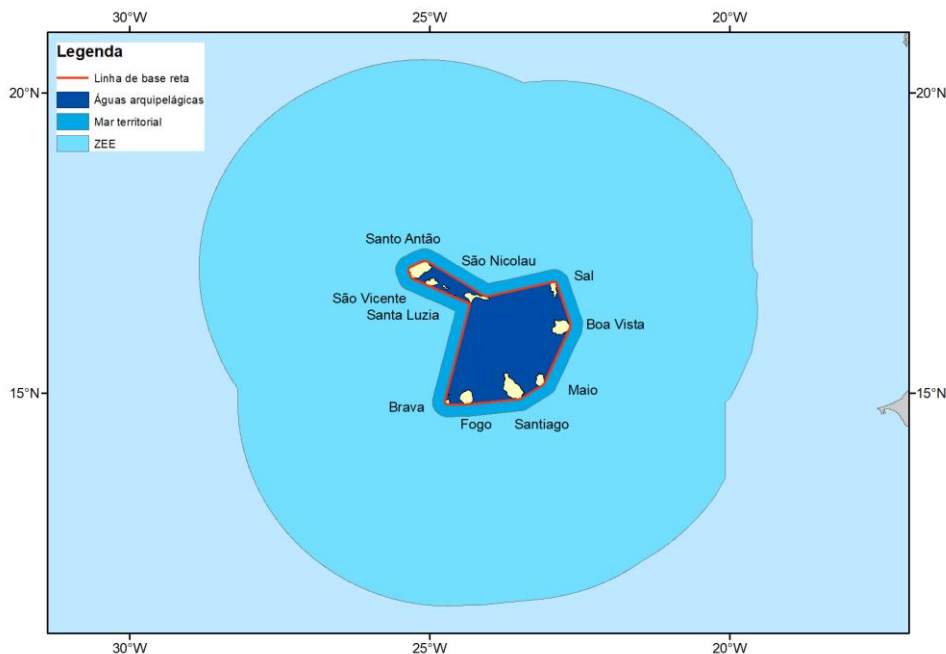 30°W
25°W
20°W
Legenda
Linha de base reta
Águas arquipelágicas
Mar territorial
ZEE
20°N
20°N
Santo Antão
São Nicolau
Sal
São Vicente
Santa Luzia
Boa Vista
15°N
Maio
15°N
Brava
Fogo
Santiago
30°W
25°W
20°W